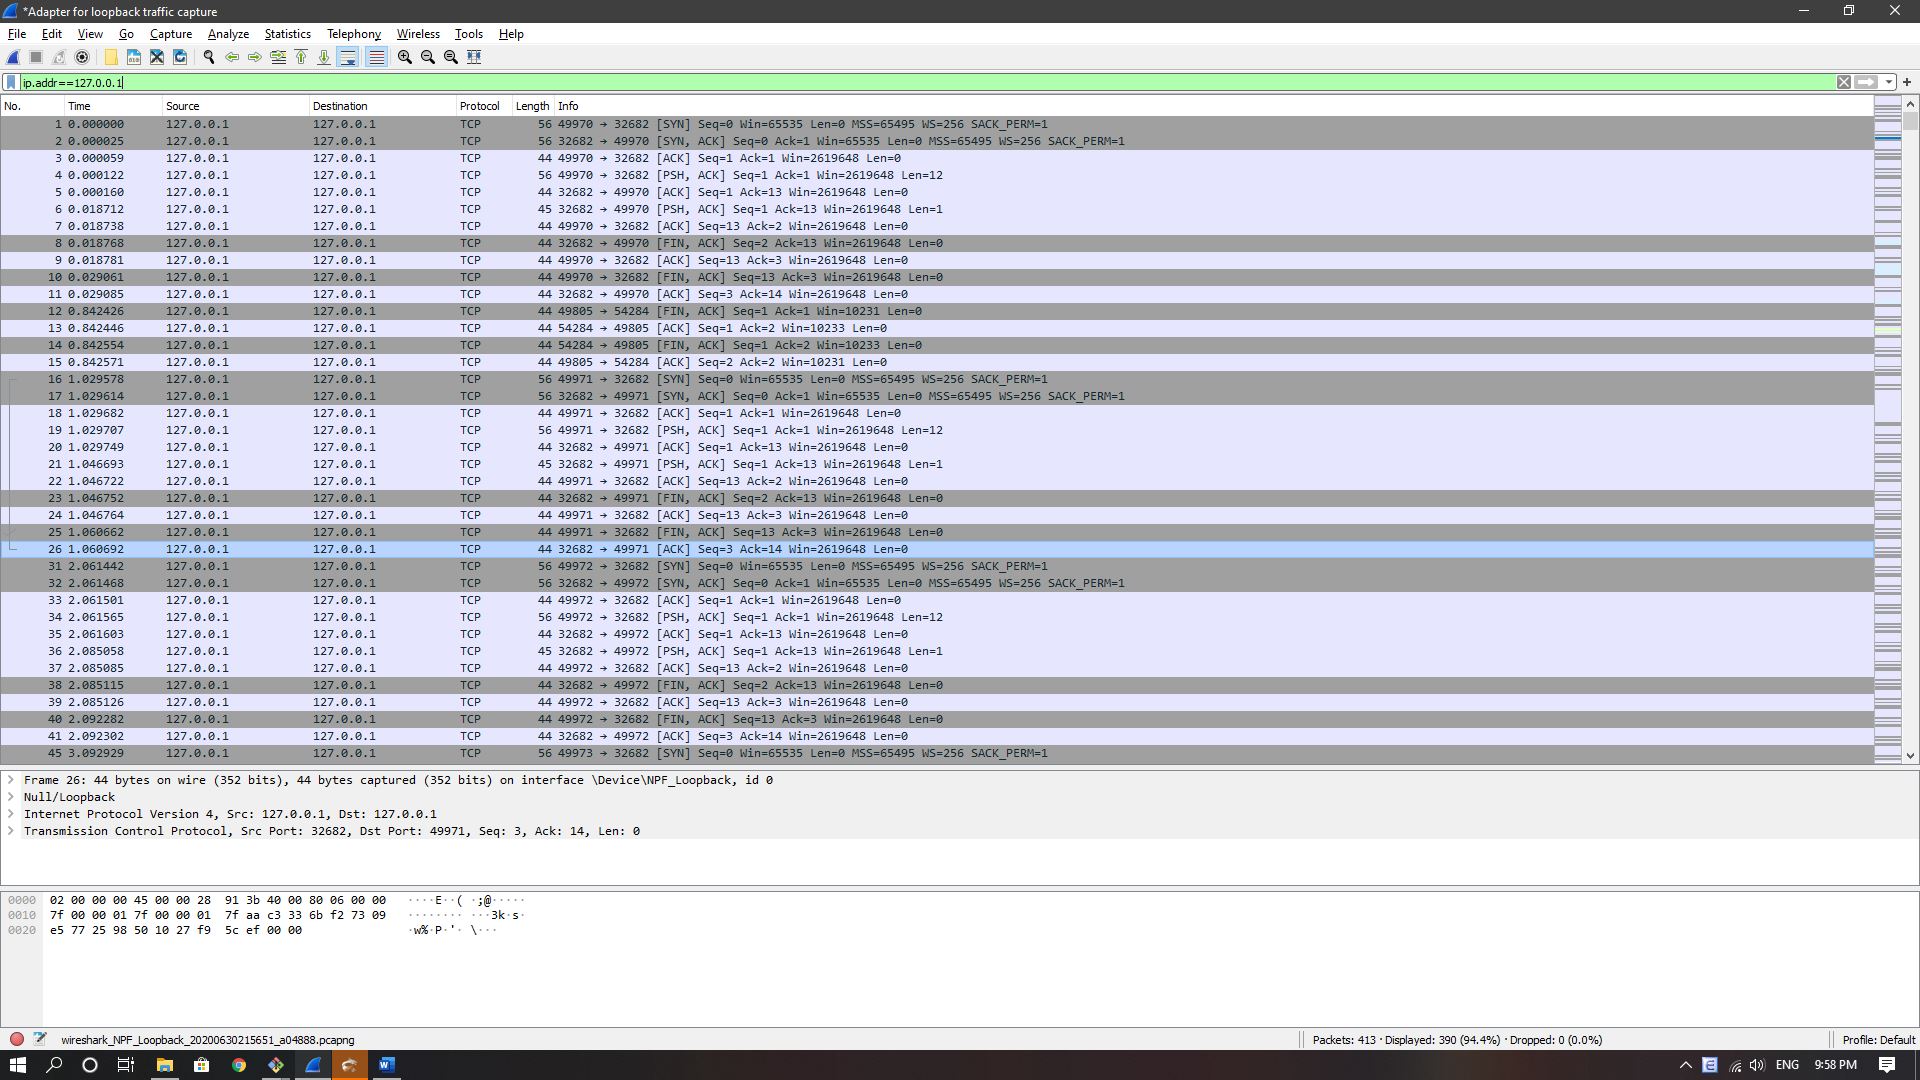 *Adapter for loopback traffic capture
File Edit View Go Capture Analyze Statistics Telephony Wireless Tools Help
ip.addr==127.0.0.1
No. Time Source Destination Protocol Length Info
1 0.000000 127.0.0.1 127.0.0.1 TCP 56 49970 → 32682 [SYN] Seq=0 Win=65535 Len=0 MSS=65495 WS=256 SACK_PERM=1
2 0.000025 127.0.0.1 127.0.0.1 TCP 56 32682 → 49970 [SYN, ACK] Seq=0 Ack=1 Win=65535 Len=0 MSS=65495 WS=256 SACK_PERM=1
3 0.000059 127.0.0.1 127.0.0.1 TCP 44 49970 → 32682 [ACK] Seq=1 Ack=1 Win=2619648 Len=0
4 0.000122 127.0.0.1 127.0.0.1 TCP 56 49970 → 32682 [PSH, ACK] Seq=1 Ack=1 Win=2619648 Len=12
5 0.000160 127.0.0.1 127.0.0.1 TCP 44 32682 → 49970 [ACK] Seq=1 Ack=13 Win=2619648 Len=0
6 0.018712 127.0.0.1 127.0.0.1 TCP 45 32682 → 49970 [PSH, ACK] Seq=1 Ack=13 Win=2619648 Len=1
7 0.018738 127.0.0.1 127.0.0.1 TCP 44 49970 → 32682 [ACK] Seq=13 Ack=2 Win=2619648 Len=0
8 0.018768 127.0.0.1 127.0.0.1 TCP 44 32682 → 49970 [FIN, ACK] Seq=2 Ack=13 Win=2619648 Len=0
9 0.018781 127.0.0.1 127.0.0.1 TCP 44 49970 → 32682 [ACK] Seq=13 Ack=3 Win=2619648 Len=0
10 0.029061 127.0.0.1 127.0.0.1 TCP 44 49970 → 32682 [FIN, ACK] Seq=13 Ack=3 Win=2619648 Len=0
11 0.029085 127.0.0.1 127.0.0.1 TCP 44 32682 → 49970 [ACK] Seq=3 Ack=14 Win=2619648 Len=0
12 0.842426 127.0.0.1 127.0.0.1 TCP 44 49805 → 54284 [FIN, ACK] Seq=1 Ack=1 Win=10231 Len=0
13 0.842446 127.0.0.1 127.0.0.1 TCP 44 54284 → 49805 [ACK] Seq=1 Ack=2 Win=10233 Len=0
14 0.842554 127.0.0.1 127.0.0.1 TCP 44 54284 → 49805 [FIN, ACK] Seq=1 Ack=2 Win=10233 Len=0
15 0.842571 127.0.0.1 127.0.0.1 TCP 44 49805 → 54284 [ACK] Seq=2 Ack=2 Win=10231 Len=0
16 1.029578 127.0.0.1 127.0.0.1 TCP 56 49971 → 32682 [SYN] Seq=0 Win=65535 Len=0 MSS=65495 WS=256 SACK_PERM=1
17 1.029614 127.0.0.1 127.0.0.1 TCP 56 32682 → 49971 [SYN, ACK] Seq=0 Ack=1 Win=65535 Len=0 MSS=65495 WS=256 SACK_PERM=1
18 1.029682 127.0.0.1 127.0.0.1 TCP 44 49971 → 32682 [ACK] Seq=1 Ack=1 Win=2619648 Len=0
19 1.029707 127.0.0.1 127.0.0.1 TCP 56 49971 → 32682 [PSH, ACK] Seq=1 Ack=1 Win=2619648 Len=12
20 1.029749 127.0.0.1 127.0.0.1 TCP 44 32682 → 49971 [ACK] Seq=1 Ack=13 Win=2619648 Len=0
21 1.046693 127.0.0.1 127.0.0.1 TCP 45 32682 → 49971 [PSH, ACK] Seq=1 Ack=13 Win=2619648 Len=1
22 1.046722 127.0.0.1 127.0.0.1 TCP 44 49971 → 32682 [ACK] Seq=13 Ack=2 Win=2619648 Len=0
23 1.046752 127.0.0.1 127.0.0.1 TCP 44 32682 → 49971 [FIN, ACK] Seq=2 Ack=13 Win=2619648 Len=0
24 1.046764 127.0.0.1 127.0.0.1 TCP 44 49971 → 32682 [ACK] Seq=13 Ack=3 Win=2619648 Len=0
25 1.060662 127.0.0.1 127.0.0.1 TCP 44 49971 → 32682 [FIN, ACK] Seq=13 Ack=3 Win=2619648 Len=0
26 1.060692 127.0.0.1 127.0.0.1 TCP 44 32682 → 49971 [ACK] Seq=3 Ack=14 Win=2619648 Len=0
31 2.061442 127.0.0.1 127.0.0.1 TCP 56 49972 → 32682 [SYN] Seq=0 Win=65535 Len=0 MSS=65495 WS=256 SACK_PERM=1
32 2.061468 127.0.0.1 127.0.0.1 TCP 56 32682 → 49972 [SYN, ACK] Seq=0 Ack=1 Win=65535 Len=0 MSS=65495 WS=256 SACK_PERM=1
33 2.061501 127.0.0.1 127.0.0.1 TCP 44 49972 → 32682 [ACK] Seq=1 Ack=1 Win=2619648 Len=0
34 2.061565 127.0.0.1 127.0.0.1 TCP 56 49972 → 32682 [PSH, ACK] Seq=1 Ack=1 Win=2619648 Len=12
35 2.061603 127.0.0.1 127.0.0.1 TCP 44 32682 → 49972 [ACK] Seq=1 Ack=13 Win=2619648 Len=0
36 2.085058 127.0.0.1 127.0.0.1 TCP 45 32682 → 49972 [PSH, ACK] Seq=1 Ack=13 Win=2619648 Len=1
37 2.085085 127.0.0.1 127.0.0.1 TCP 44 49972 → 32682 [ACK] Seq=13 Ack=2 Win=2619648 Len=0
38 2.085115 127.0.0.1 127.0.0.1 TCP 44 32682 → 49972 [FIN, ACK] Seq=2 Ack=13 Win=2619648 Len=0
39 2.085126 127.0.0.1 127.0.0.1 TCP 44 49972 → 32682 [ACK] Seq=13 Ack=3 Win=2619648 Len=0
40 2.092282 127.0.0.1 127.0.0.1 TCP 44 49972 → 32682 [FIN, ACK] Seq=13 Ack=3 Win=2619648 Len=0
41 2.092302 127.0.0.1 127.0.0.1 TCP 44 32682 → 49972 [ACK] Seq=3 Ack=14 Win=2619648 Len=0
45 3.092929 127.0.0.1 127.0.0.1 TCP 56 49973 → 32682 [SYN] Seq=0 Win=65535 Len=0 MSS=65495 WS=256 SACK_PERM=1
Frame 26: 44 bytes on wire (352 bits), 44 bytes captured (352 bits) on interface \Device\NPF_Loopback, id 0
Null/Loopback
Internet Protocol Version 4, Src: 127.0.0.1, Dst: 127.0.0.1
Transmission Control Protocol, Src Port: 32682, Dst Port: 49971, Seq: 3, Ack: 14, Len: 0
0000 02 00 00 00 45 00 00 28 91 3b 40 00 80 06 00 00 ····E··( ·;@·····
0010 7f 00 00 01 7f 00 00 01 7f aa c3 33 6b f2 73 09 ········ ···3k·s·
0020 e5 77 25 98 50 10 27 f9 5c ef 00 00 ·w%·P·'· \···
wireshark_NPF_Loopback_20200630215651_a04888.pcapng
Packets: 413 · Displayed: 390 (94.4%) · Dropped: 0 (0.0%)
Profile: Default
ENG 9:58 PM